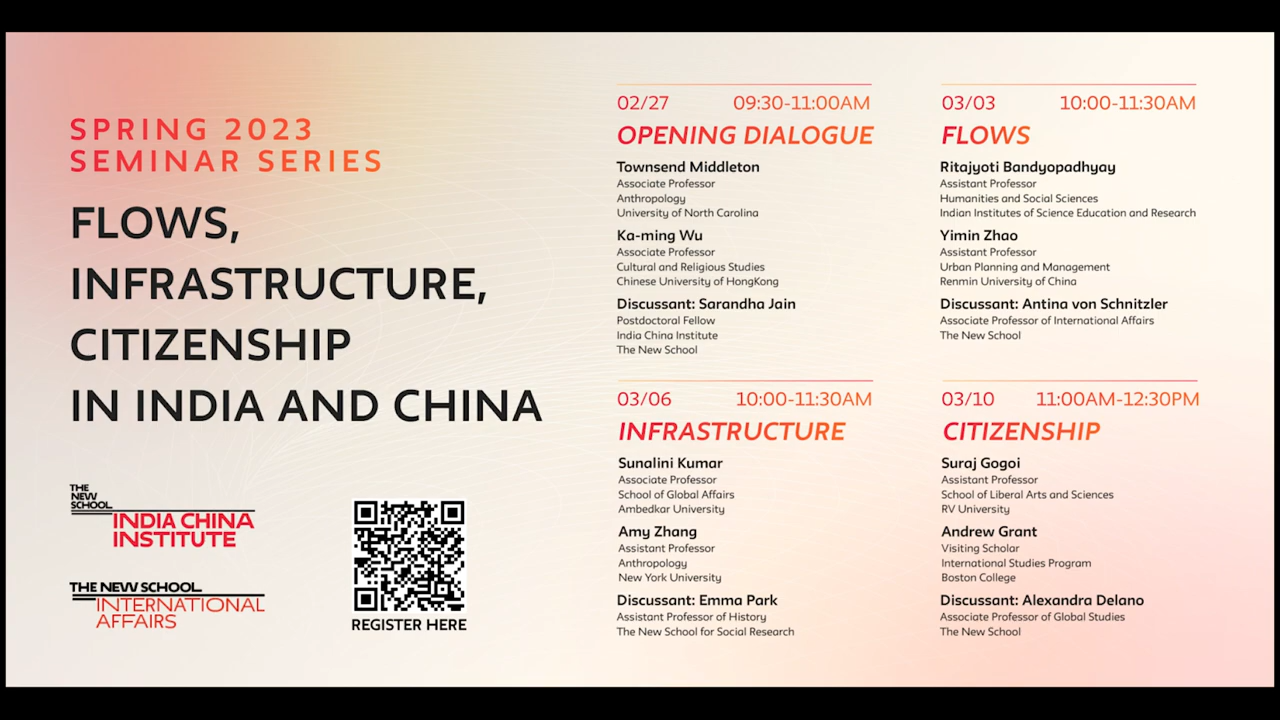 SPRING 2023
SEMINAR SERIES
FLOWS,
INFRASTRUCTURE,
CITIZENSHIP
IN INDIA AND CHINA
THE
NEW
SCHOOL
INDIA CHINA
INSTITUTE
THE NEW SCHOOL
INTERNATIONAL
AFFAIRS
REGISTER HERE
02/27 09:30-11:00AM
OPENING DIALOGUE
Townsend Middleton
Associate Professor
Anthropology
University of North Carolina
Ka-ming Wu
Associate Professor
Cultural and Religious Studies
Chinese University of HongKong
Discussant: Sarandha Jain
Postdoctoral Fellow
India China Institute
The New School
03/03 10:00-11:30AM
FLOWS
Ritajyoti Bandyopadhyay
Assistant Professor
Humanities and Social Sciences
Indian Institutes of Science Education and Research
Yimin Zhao
Assistant Professor
Urban Planning and Management
Renmin University of China
Discussant: Antina von Schnitzler
Associate Professor of International Affairs
The New School
03/06 10:00-11:30AM
INFRASTRUCTURE
Sunalini Kumar
Associate Professor
School of Global Affairs
Ambedkar University
Amy Zhang
Assistant Professor
Anthropology
New York University
Discussant: Emma Park
Assistant Professor of History
The New School for Social Research
03/10 11:00AM-12:30PM
CITIZENSHIP
Suraj Gogoi
Assistant Professor
School of Liberal Arts and Sciences
RV University
Andrew Grant
Visiting Scholar
International Studies Program
Boston College
Discussant: Alexandra Delano
Associate Professor of Global Studies
The New School